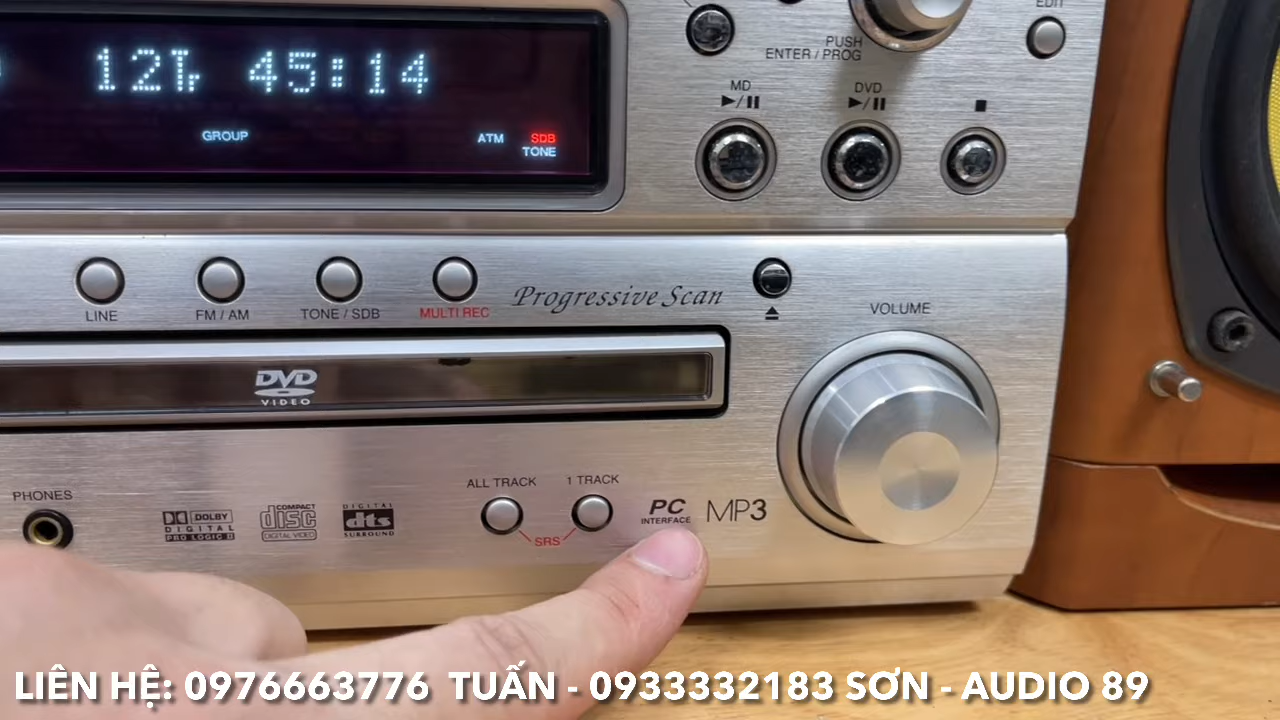 12Tr 45:14
GROUP
ATM
SDB
TONE
PUSH
ENTER / PROG
EDIT
MD
►/❚❚
DVD
►/❚❚
■
LINE
FM / AM
TONE / SDB
MULTI REC
Progressive Scan
⏏
VOLUME
DVD
VIDEO
PHONES
DOLBY
DIGITAL
PRO LOGIC II
COMPACT
disc
DIGITAL VIDEO
DIGITAL
dts
SURROUND
ALL TRACK
1 TRACK
SRS
PC
INTERFACE
MP3
LIÊN HỆ: 0976663776 TUẤN - 0933332183 SƠN - AUDIO 89